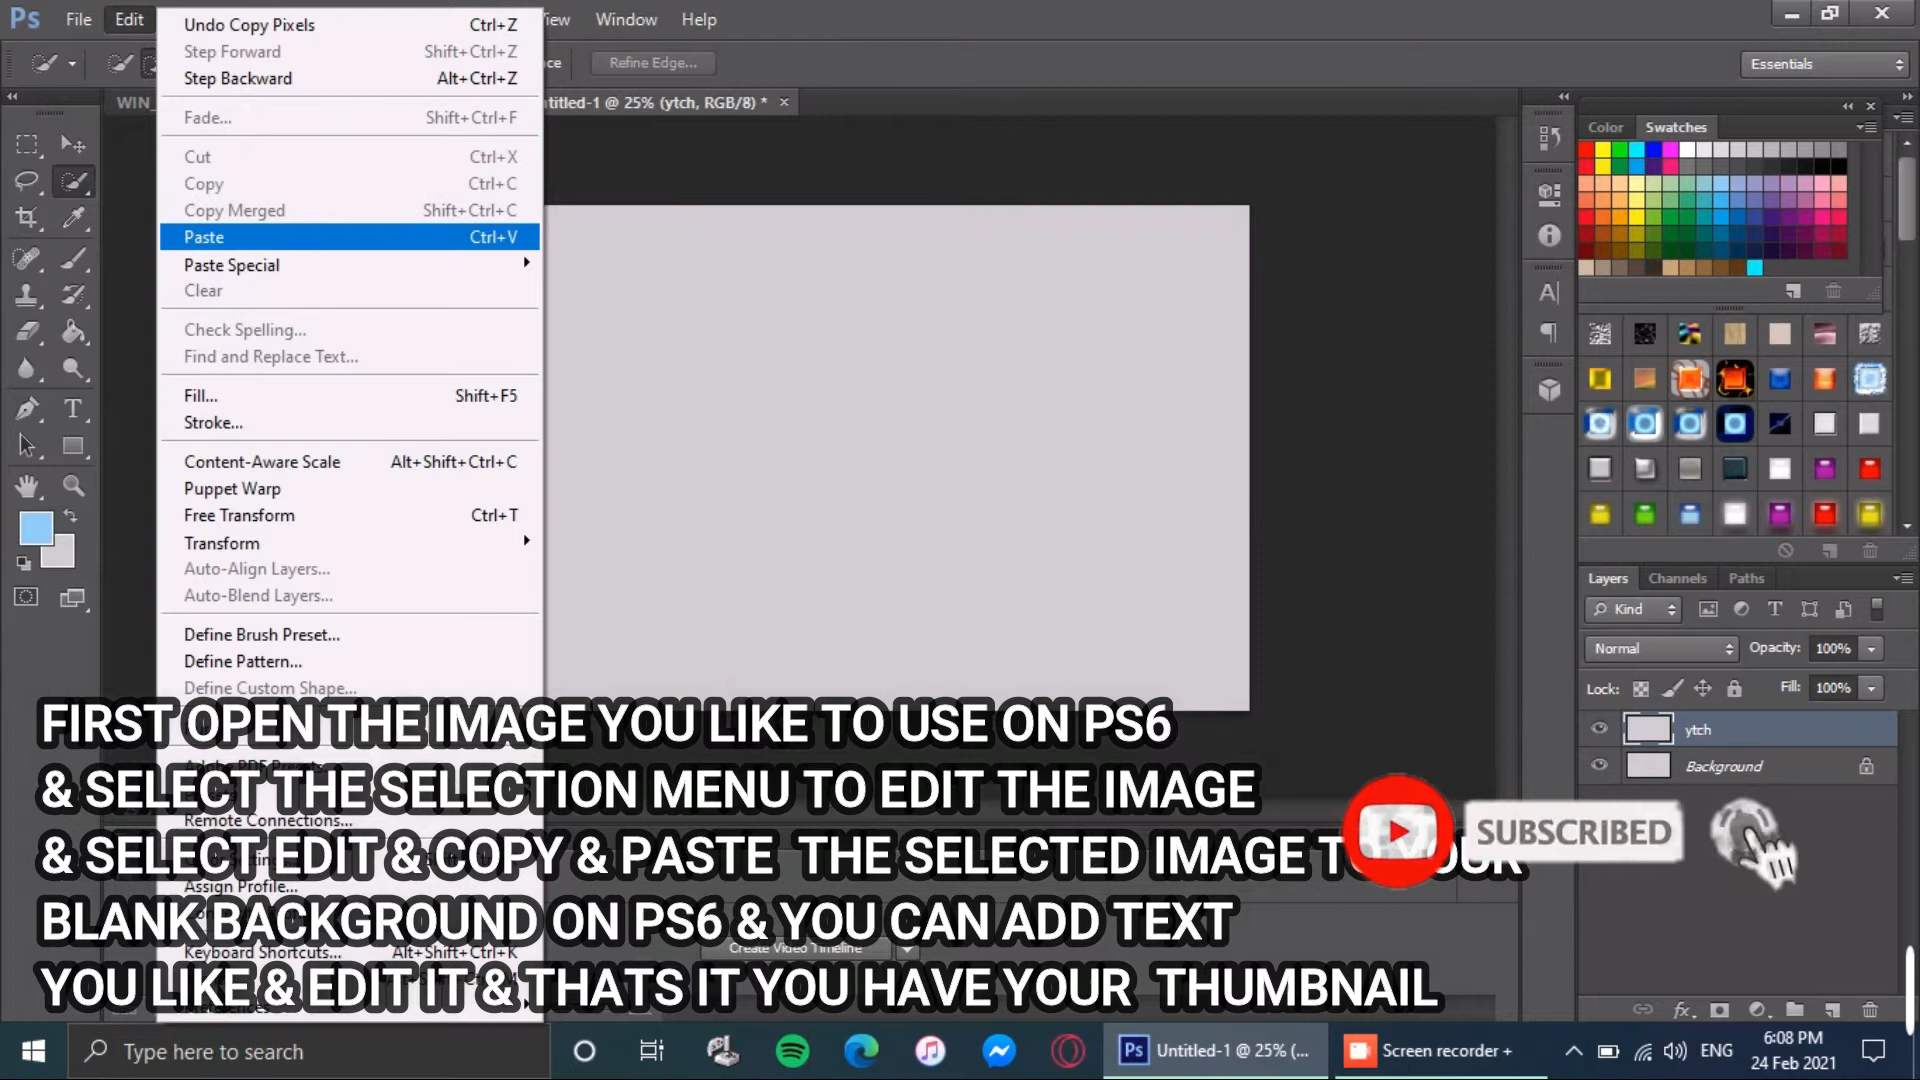 Ps File Edit View Window Help
Refine Edge...
Essentials
Untitled-1 @ 25% (ytch, RGB/8) *
Undo Copy Pixels Ctrl+Z
Step Forward Shift+Ctrl+Z
Step Backward Alt+Ctrl+Z
Fade... Shift+Ctrl+F
Cut Ctrl+X
Copy Ctrl+C
Copy Merged Shift+Ctrl+C
Paste Ctrl+V
Paste Special
Clear
Check Spelling...
Find and Replace Text...
Fill... Shift+F5
Stroke...
Content-Aware Scale Alt+Shift+Ctrl+C
Puppet Warp
Free Transform Ctrl+T
Transform
Auto-Align Layers...
Auto-Blend Layers...
Define Brush Preset...
Define Pattern...
Define Custom Shape...
Color Swatches
Layers Channels Paths
Kind
Normal Opacity: 100%
Lock: Fill: 100%
ytch
Background
FIRST OPEN THE IMAGE YOU LIKE TO USE ON PS6
& SELECT THE SELECTION MENU TO EDIT THE IMAGE
Remote Connections...
SUBSCRIBED
& SELECT EDIT & COPY & PASTE THE SELECTED IMAGE TO YOUR
Assign Profile...
BLANK BACKGROUND ON PS6 & YOU CAN ADD TEXT
Create Video Timeline
Keyboard Shortcuts... Alt+Shift+Ctrl+K
YOU LIKE & EDIT IT & THATS IT YOU HAVE YOUR THUMBNAIL
Type here to search
Ps Untitled-1 @ 25% (...
Screen recorder +
ENG
6:08 PM
24 Feb 2021